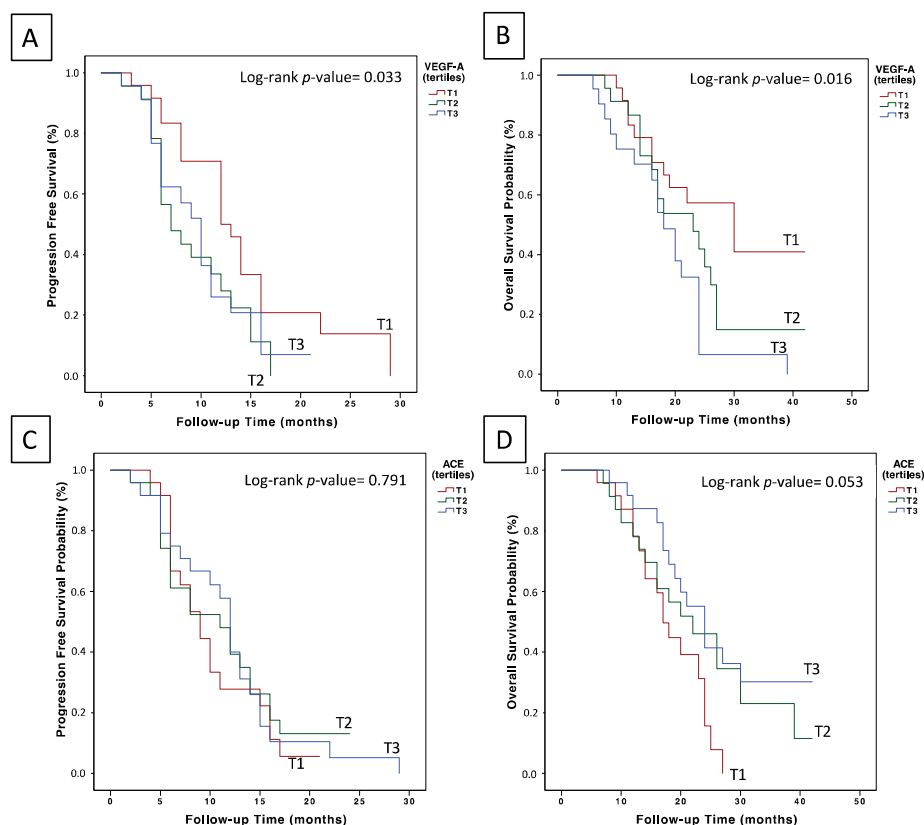 A
Log-rank p-value= 0.033
VEGF-A
(tertiles)
T1
T2
T3
Progression Free Survival (%)
1.0
0.8
0.6
0.4
0.2
0.0
T1
T3
T2
0
5
10
15
20
25
30
Follow-up Time (months)
B
Log-rank p-value= 0.016
VEGF-A
(tertiles)
T1
T2
T3
Overall Survival Probability (%)
1.0
0.8
0.6
0.4
0.2
0.0
T1
T2
T3
0
10
20
30
40
50
Follow-up Time (months)
C
Log-rank p-value= 0.791
ACE
(tertiles)
T1
T2
T3
Progression Free Survival Probability (%)
1.0
0.8
0.6
0.4
0.2
0.0
T2
T3
T1
0
5
10
15
20
25
30
Follow-up Time (months)
D
Log-rank p-value= 0.053
ACE
(tertiles)
T1
T2
T3
Overall Survival Probability (%)
1.0
0.8
0.6
0.4
0.2
0.0
T3
T2
T1
0
10
20
30
40
50
Follow-up Time (months)